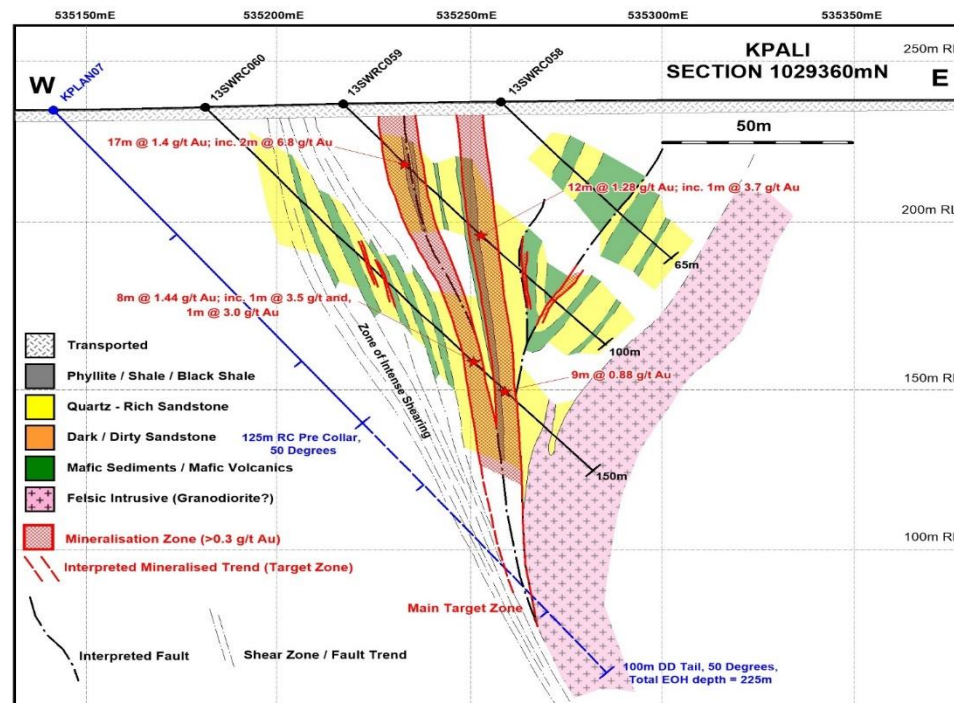 535150mE
535200mE
535250mE
535300mE
535350mE
250m RL
KPALI
SECTION 1029360mN
W
E
KPLAN07
13SWRC060
13SWRC059
13SWRC058
50m
17m @ 1.4 g/t Au; inc. 2m @ 6.8 g/t Au
12m @ 1.28 g/t Au; inc. 1m @ 3.7 g/t Au
200m RL
65m
8m @ 1.44 g/t Au; inc. 1m @ 3.5 g/t and,
1m @ 3.0 g/t Au
100m
9m @ 0.88 g/t Au
150m RL
150m
Zone of Intense Shearing
125m RC Pre Collar,
50 Degrees
Transported
Phyllite / Shale / Black Shale
Quartz - Rich Sandstone
Dark / Dirty Sandstone
Mafic Sediments / Mafic Volcanics
Felsic Intrusive (Granodiorite?)
Mineralisation Zone (>0.3 g/t Au)
Interpreted Mineralised Trend (Target Zone)
100m RL
Main Target Zone
Interpreted Fault
Shear Zone / Fault Trend
100m DD Tail, 50 Degrees,
Total EOH depth = 225m